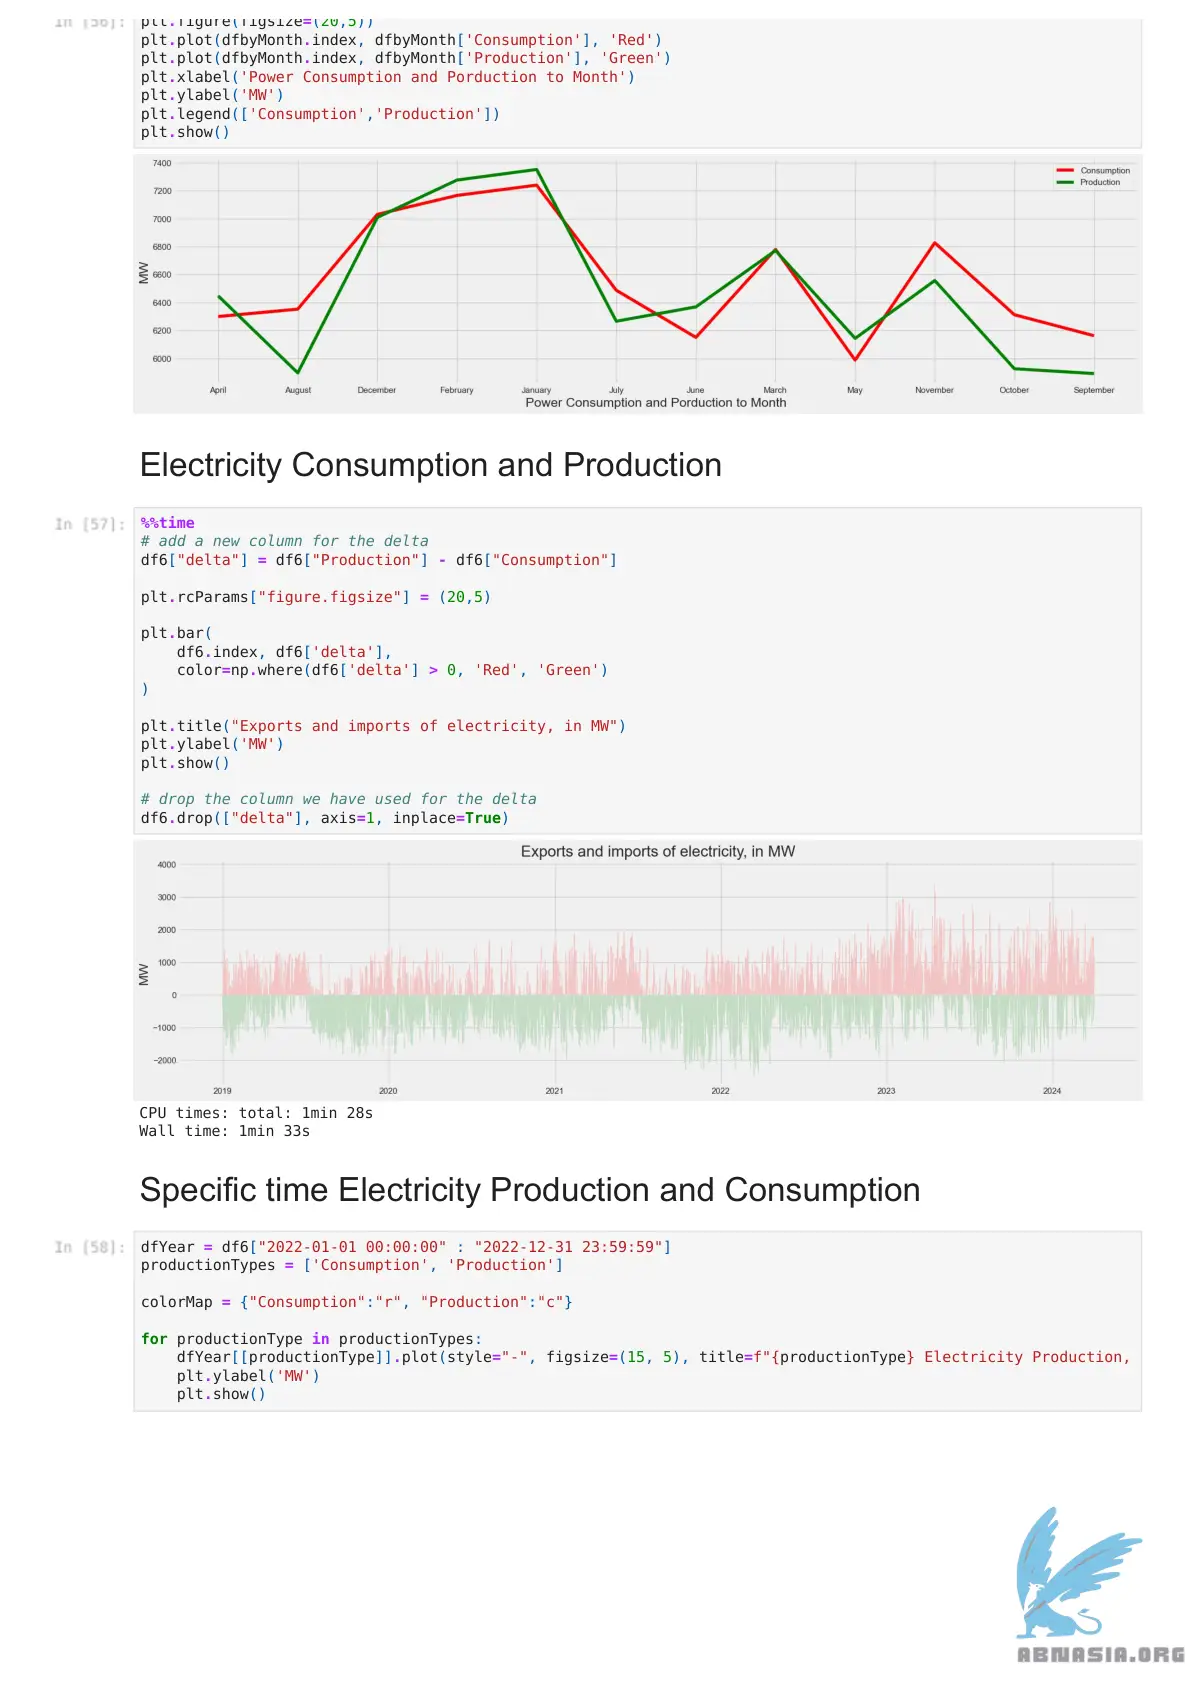 In [56]: plt.figure(figsize=(20,5))
plt.plot(dfbyMonth.index, dfbyMonth['Consumption'], 'Red')
plt.plot(dfbyMonth.index, dfbyMonth['Production'], 'Green')
plt.xlabel('Power Consumption and Porduction to Month')
plt.ylabel('MW')
plt.legend(['Consumption','Production'])
plt.show()
7400
7200
7000
6800
6600
6400
6200
6000
MW
Consumption
Production
April August December February January July June March May November October September
Power Consumption and Porduction to Month
Electricity Consumption and Production
In [57]: %%time
# add a new column for the delta
df6["delta"] = df6["Production"] - df6["Consumption"]
plt.rcParams["figure.figsize"] = (20,5)
plt.bar(
df6.index, df6['delta'],
color=np.where(df6['delta'] > 0, 'Red', 'Green')
)
plt.title("Exports and imports of electricity, in MW")
plt.ylabel('MW')
plt.show()
# drop the column we have used for the delta
df6.drop(["delta"], axis=1, inplace=True)
Exports and imports of electricity, in MW
4000
3000
2000
1000
0
−1000
−2000
MW
2019 2020 2021 2022 2023 2024
CPU times: total: 1min 28s
Wall time: 1min 33s
Specific time Electricity Production and Consumption
In [58]: dfYear = df6["2022-01-01 00:00:00" : "2022-12-31 23:59:59"]
productionTypes = ['Consumption', 'Production']
colorMap = {"Consumption":"r", "Production":"c"}
for productionType in productionTypes:
dfYear[[productionType]].plot(style="-", figsize=(15, 5), title=f"{productionType} Electricity Production,
plt.ylabel('MW')
plt.show()
ABNASIA.ORG